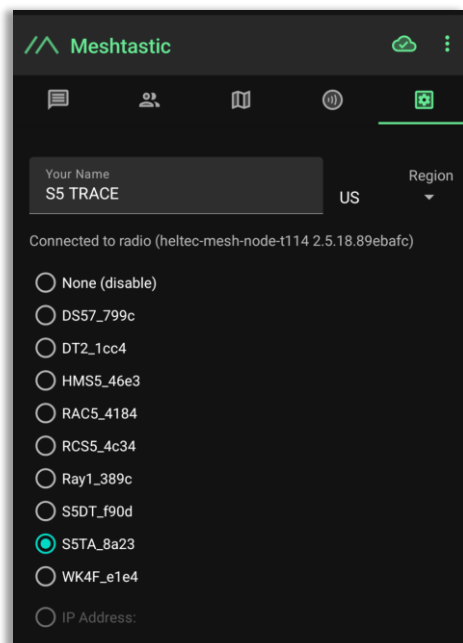 Meshtastic
Your Name
S5 TRACE
US
Region
Connected to radio (heltec-mesh-node-t114 2.5.18.89ebafc)
None (disable)
DS57_799c
DT2_1cc4
HMS5_46e3
RAC5_4184
RCS5_4c34
Ray1_389c
S5DT_f90d
S5TA_8a23
WK4F_e1e4
IP Address: